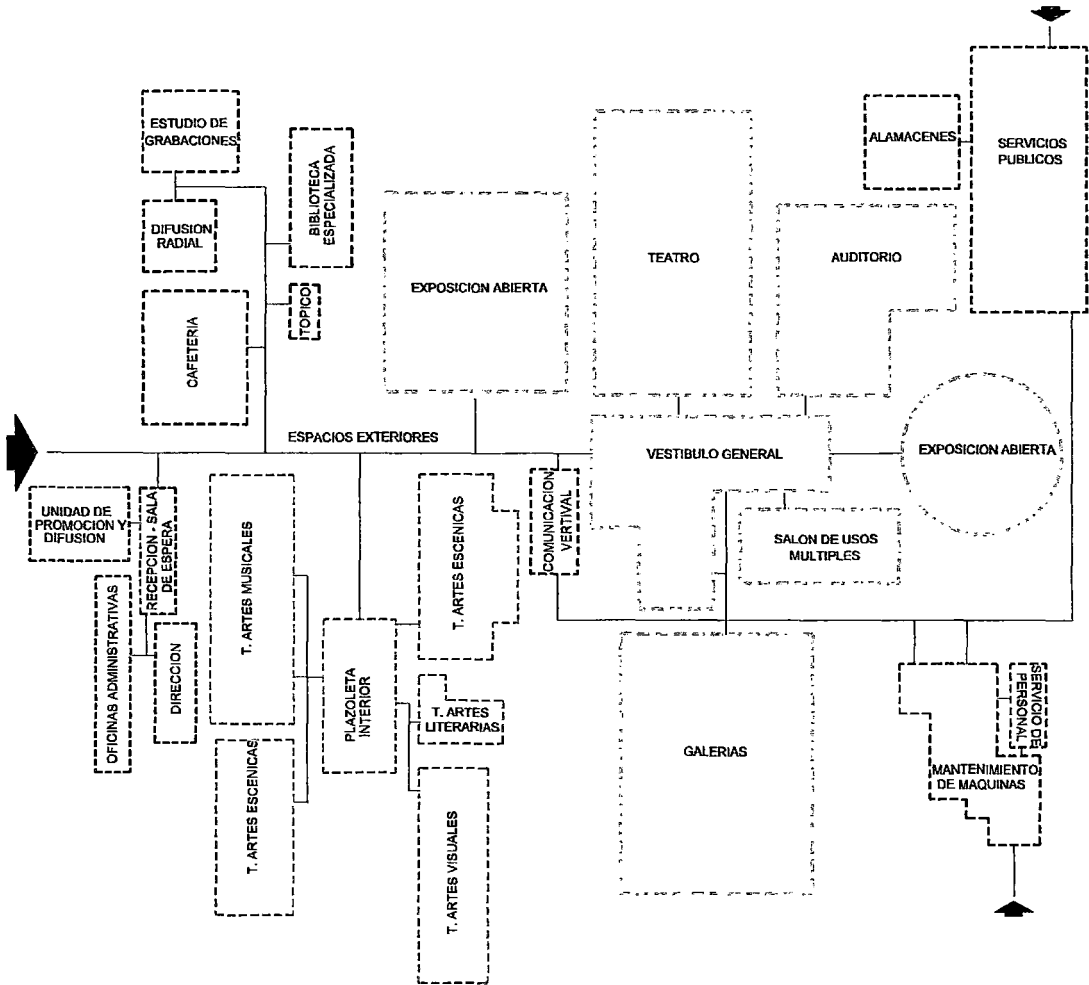 ESTUDIO DE
GRABACIONES
BIBLIOTECA
ESPECIALIZADA
DIFUSION
RADIAL
TOPICO
CAFETERIA
EXPOSICION ABIERTA
TEATRO
AUDITORIO
ALAMACENES
SERVICIOS
PUBLICOS
ESPACIOS EXTERIORES
VESTIBULO GENERAL
EXPOSICION ABIERTA
UNIDAD DE
PROMOCION Y
DIFUSION
RECEPCION - SALA
DE ESPERA
OFICINAS ADMINISTRATIVAS
DIRECCION
T. ARTES MUSICALES
T. ARTES ESCENICAS
PLAZOLETA
INTERIOR
T. ARTES ESCENICAS
T. ARTES
LITERARIAS
T. ARTES VISUALES
COMUNICACION
VERTIVAL
SALON DE USOS
MULTIPLES
GALERIAS
SERVICIO DE
PERSONAL
MANTENIMIENTO
DE MAQUINAS